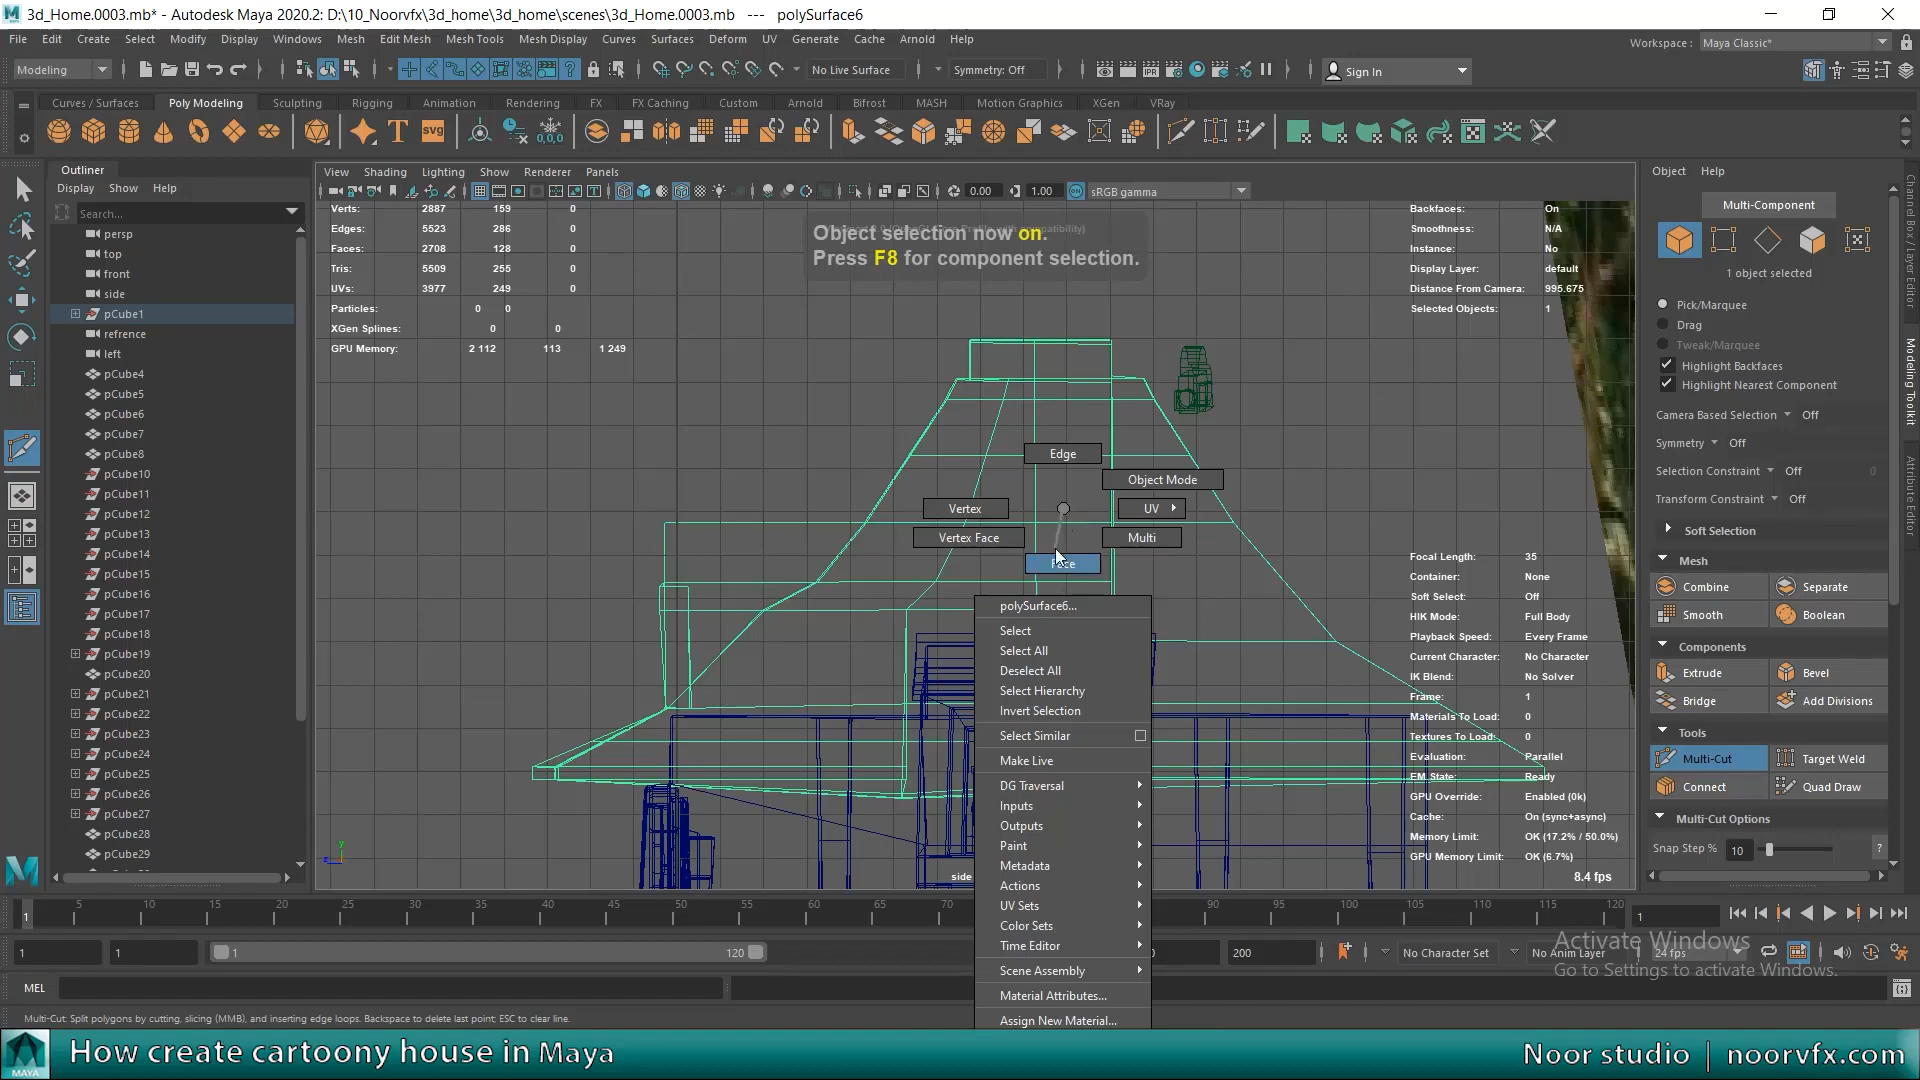 3d_Home.0003.mb* - Autodesk Maya 2020.2: D:\10_Noorvfx\3d_home\3d_home\scenes\3d_Home.0003.mb --- polySurface6
File Edit Create Select Modify Display Windows Mesh Edit Mesh Mesh Tools Mesh Display Curves Surfaces Deform UV Generate Cache Arnold Help
Workspace : Maya Classic*
Modeling
No Live Surface
Symmetry: Off
Sign In
Curves / Surfaces Poly Modeling Sculpting Rigging Animation Rendering FX FX Caching Custom Arnold Bifrost MASH Motion Graphics XGen VRay
Outliner
Display Show Help
Search...
persp
top
front
side
pCube1
refrence
left
pCube4
pCube5
pCube6
pCube7
pCube8
pCube10
pCube11
pCube12
pCube13
pCube14
pCube15
pCube16
pCube17
pCube18
pCube19
pCube20
pCube21
pCube22
pCube23
pCube24
pCube25
pCube26
pCube27
pCube28
pCube29
View Shading Lighting Show Renderer Panels
0.00 1.00 sRGB gamma
Verts: 2887 159 0
Edges: 5523 286 0
Faces: 2708 128 0
Tris: 5509 255 0
UVs: 3977 249 0
Particles: 0 0
XGen Splines: 0 0
GPU Memory: 2 112 113 1 249
Object selection now on.
Press F8 for component selection.
Backfaces: On
Smoothness: N/A
Instance: No
Display Layer: default
Distance From Camera: 995.675
Selected Objects: 1
Edge
Object Mode
Vertex
UV
Vertex Face
Multi
Face
polySurface6...
Select
Select All
Deselect All
Select Hierarchy
Invert Selection
Select Similar
Make Live
DG Traversal
Inputs
Outputs
Paint
Metadata
Actions
UV Sets
Color Sets
Time Editor
Scene Assembly
Material Attributes...
Assign New Material...
Focal Length: 35
Container: None
Soft Select: Off
HIK Mode: Full Body
Playback Speed: Every Frame
Current Character: No Character
IK Blend: No Solver
Frame: 1
Materials To Load: 0
Textures To Load: 0
Evaluation: Parallel
EM State: Ready
GPU Override: Enabled (0k)
Cache: On (sync+async)
Memory Limit: OK (17.2% / 50.0%)
GPU Memory Limit: OK (6.7%)
8.4 fps
side
y
z
Object Help
Multi-Component
1 object selected
Pick/Marquee
Drag
Tweak/Marquee
Highlight Backfaces
Highlight Nearest Component
Camera Based Selection Off
Symmetry Off
Selection Constraint Off 0
Transform Constraint Off
Soft Selection
Mesh
Combine Separate
Smooth Boolean
Components
Extrude Bevel
Bridge Add Divisions
Tools
Multi-Cut Target Weld
Connect Quad Draw
Multi-Cut Options
Snap Step % 10 ?
Channel Box / Layer Editor
Modeling Toolkit
Attribute Editor
1 5 10 15 20 25 30 35 40 45 50 55 60 65 70 90 95 100 105 110 115 120
1
1 1 1 120 200 No Character Set No Anim Layer 24 fps
Activate Windows
Go to Settings to activate Windows.
MEL
Multi-Cut: Split polygons by cutting, slicing (MMB), and inserting edge loops. Backspace to delete last point; ESC to clear line.
MAYA
How create cartoony house in Maya
Noor studio | noorvfx.com